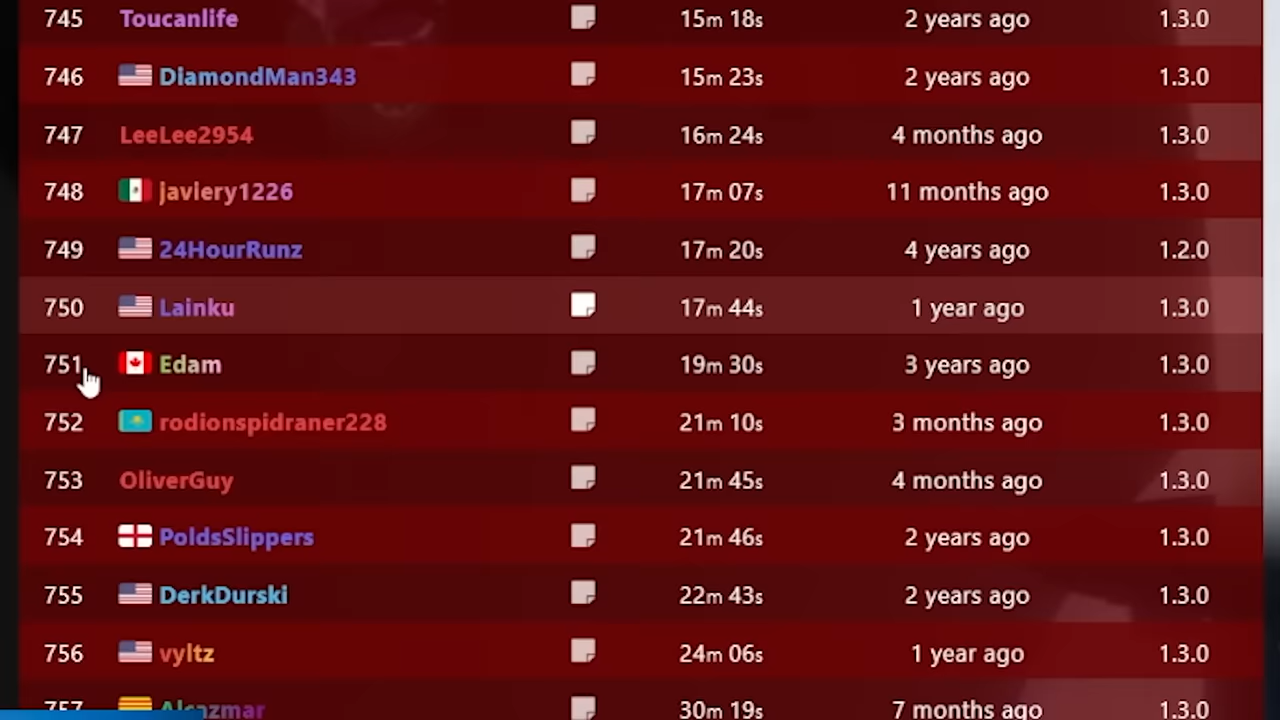 745 Toucanlife 15m 18s 2 years ago 1.3.0
746 DiamondMan343 15m 23s 2 years ago 1.3.0
747 LeeLee2954 16m 24s 4 months ago 1.3.0
748 javlery1226 17m 07s 11 months ago 1.3.0
749 24HourRunz 17m 20s 4 years ago 1.2.0
750 Lainku 17m 44s 1 year ago 1.3.0
751 Edam 19m 30s 3 years ago 1.3.0
752 rodionspidraner228 21m 10s 3 months ago 1.3.0
753 OliverGuy 21m 45s 4 months ago 1.3.0
754 PoldsSlippers 21m 46s 2 years ago 1.3.0
755 DerkDurski 22m 43s 2 years ago 1.3.0
756 vyltz 24m 06s 1 year ago 1.3.0
757 Alcazmar 30m 19s 7 months ago 1.3.0